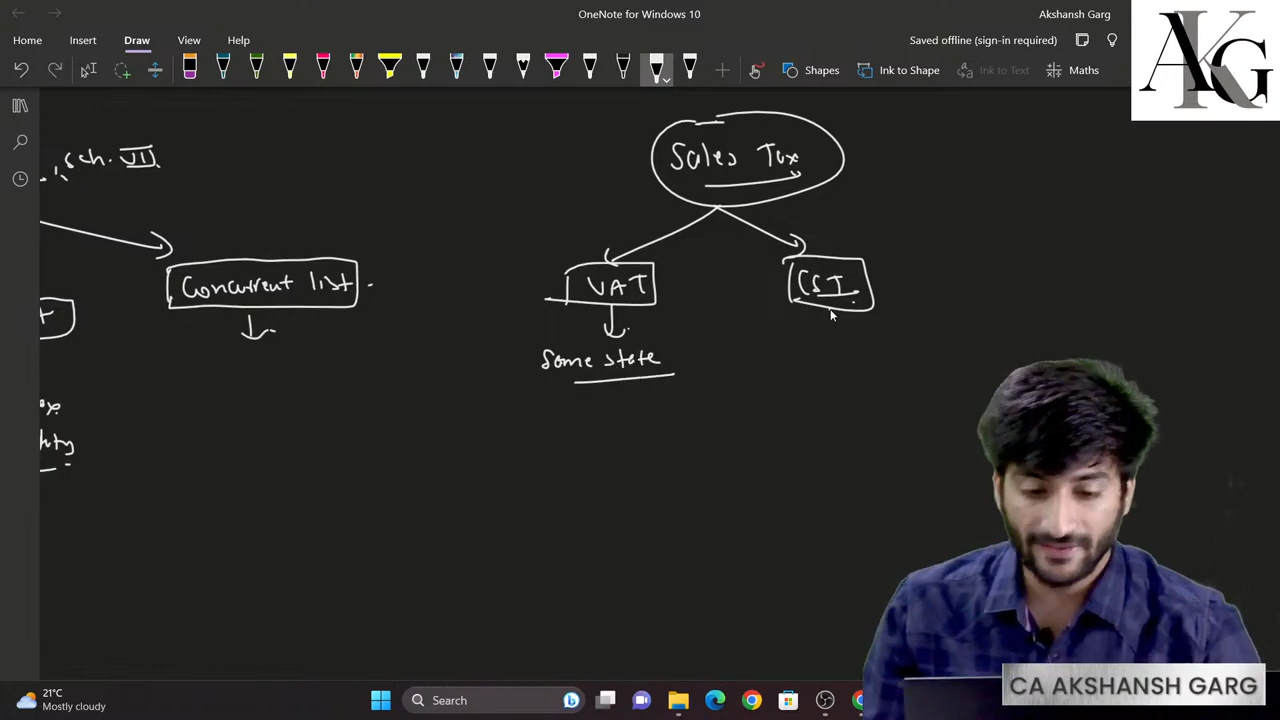 OneNote for Windows 10
Akshansh Garg
Home Insert Draw View Help
Saved offline (sign-in required)
Shapes Ink to Shape Ink to Text Maths
AKG
Sch. VII
Sales Tax
Concurrent list
VAT
CST
Some state
21°C
Mostly cloudy
Search
CA AKSHANSH GARG